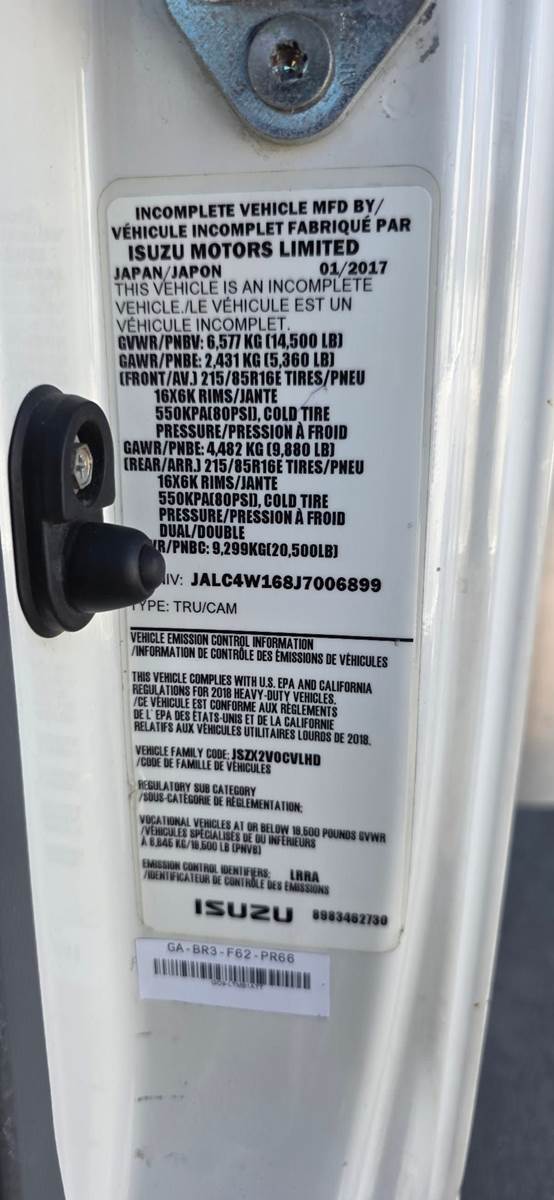 INCOMPLETE VEHICLE MFD BY/
VÉHICULE INCOMPLET FABRIQUÉ PAR
ISUZU MOTORS LIMITED
JAPAN/JAPON 01/2017
THIS VEHICLE IS AN INCOMPLETE
VEHICLE./LE VÉHICULE EST UN
VÉHICULE INCOMPLET.
GVWR/PNBV: 6,577 KG (14,500 LB)
GAWR/PNBE: 2,431 KG (5,360 LB)
(FRONT/AV.) 215/85R16E TIRES/PNEU
16X6K RIMS/JANTE
550KPA(80PSI), COLD TIRE
PRESSURE/PRESSION À FROID
GAWR/PNBE: 4,482 KG (9,880 LB)
(REAR/ARR.) 215/85R16E TIRES/PNEU
16X6K RIMS/JANTE
550KPA(80PSI), COLD TIRE
PRESSURE/PRESSION À FROID
DUAL/DOUBLE
R/PNBC: 9,299KG(20,500LB)
IV: JALC4W168J7006899
TYPE: TRU/CAM
VEHICLE EMISSION CONTROL INFORMATION
/INFORMATION DE CONTRÔLE DES ÉMISSIONS DE VÉHICULES
THIS VEHICLE COMPLIES WITH U.S. EPA AND CALIFORNIA
REGULATIONS FOR 2018 HEAVY-DUTY VEHICLES.
/CE VÉHICULE EST CONFORME AUX RÈGLEMENTS
DE L'EPA DES ÉTATS-UNIS ET DE LA CALIFORNIE
RELATIFS AUX VÉHICULES UTILITAIRES LOURDS DE 2018.
VEHICLE FAMILY CODE: JSZX2VOCVLHD
/CODE DE FAMILLE DE VÉHICULES
REGULATORY SUB CATEGORY
/SOUS-CATÉGORIE DE RÉGLEMENTATION:
VOCATIONAL VEHICLES AT OR BELOW 19,500 POUNDS GVWR
/VÉHICULES SPÉCIALISÉS DE OU INFÉRIEURS
À 8,845 KG/19,500 LB (PNVB)
EMISSION CONTROL IDENTIFIERS: LRRA
/IDENTIFICATEUR DE CONTRÔLE DES ÉMISSIONS
ISUZU 8983462730
GA-BR3-F62-PR66